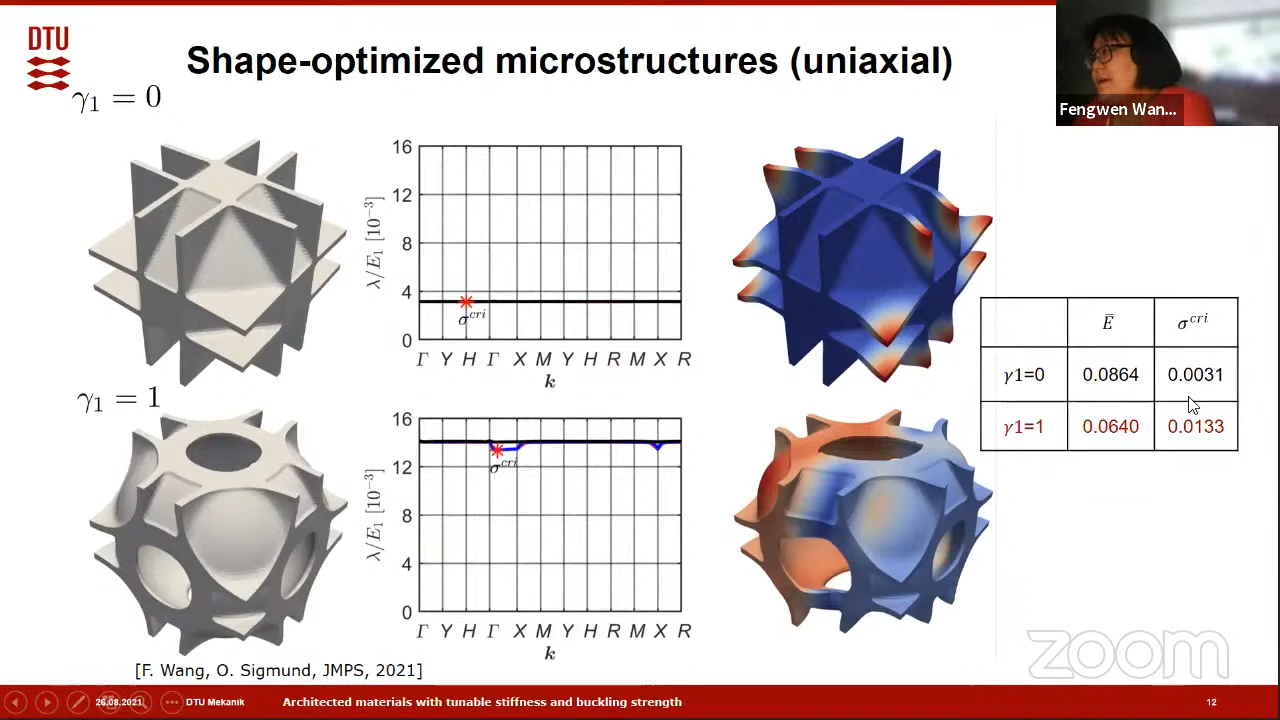 DTU
Shape-optimized microstructures (uniaxial)
Fengwen Wan...
γ₁ = 0
16
12
8
4
0
λ/E₁ [10⁻³]
σᶜʳⁱ
Γ Y H Γ X M Y H R M X R
k
Ē σᶜʳⁱ
γ1=0 0.0864 0.0031
γ1=1 0.0640 0.0133
γ₁ = 1
16
12
8
4
0
λ/E₁ [10⁻³]
σᶜʳⁱ
Γ Y H Γ X M Y H R M X R
k
[F. Wang, O. Sigmund, JMPS, 2021]
zoom
26.08.2021 DTU Mekanik Architected materials with tunable stiffness and buckling strength 12